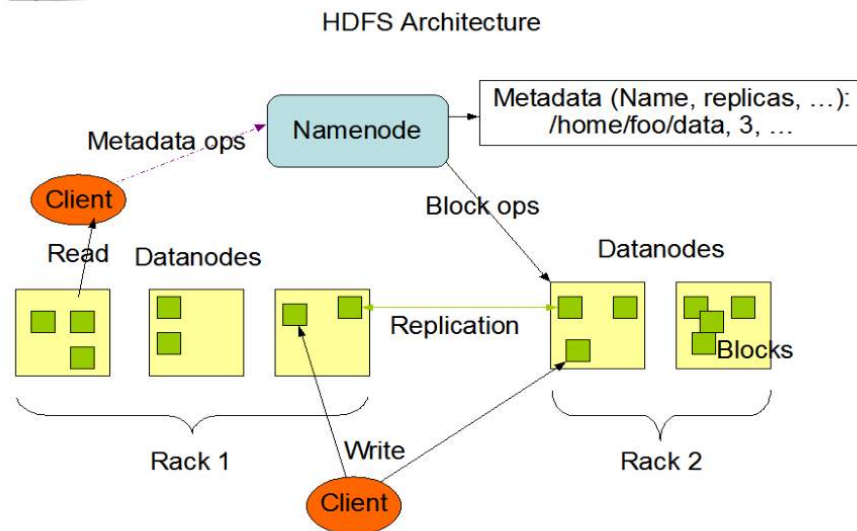 HDFS Architecture
Metadata (Name, replicas, …):
/home/foo/data, 3, …
Namenode
Metadata ops
Client
Block ops
Read
Datanodes
Datanodes
Replication
Blocks
Write
Rack 1
Rack 2
Client